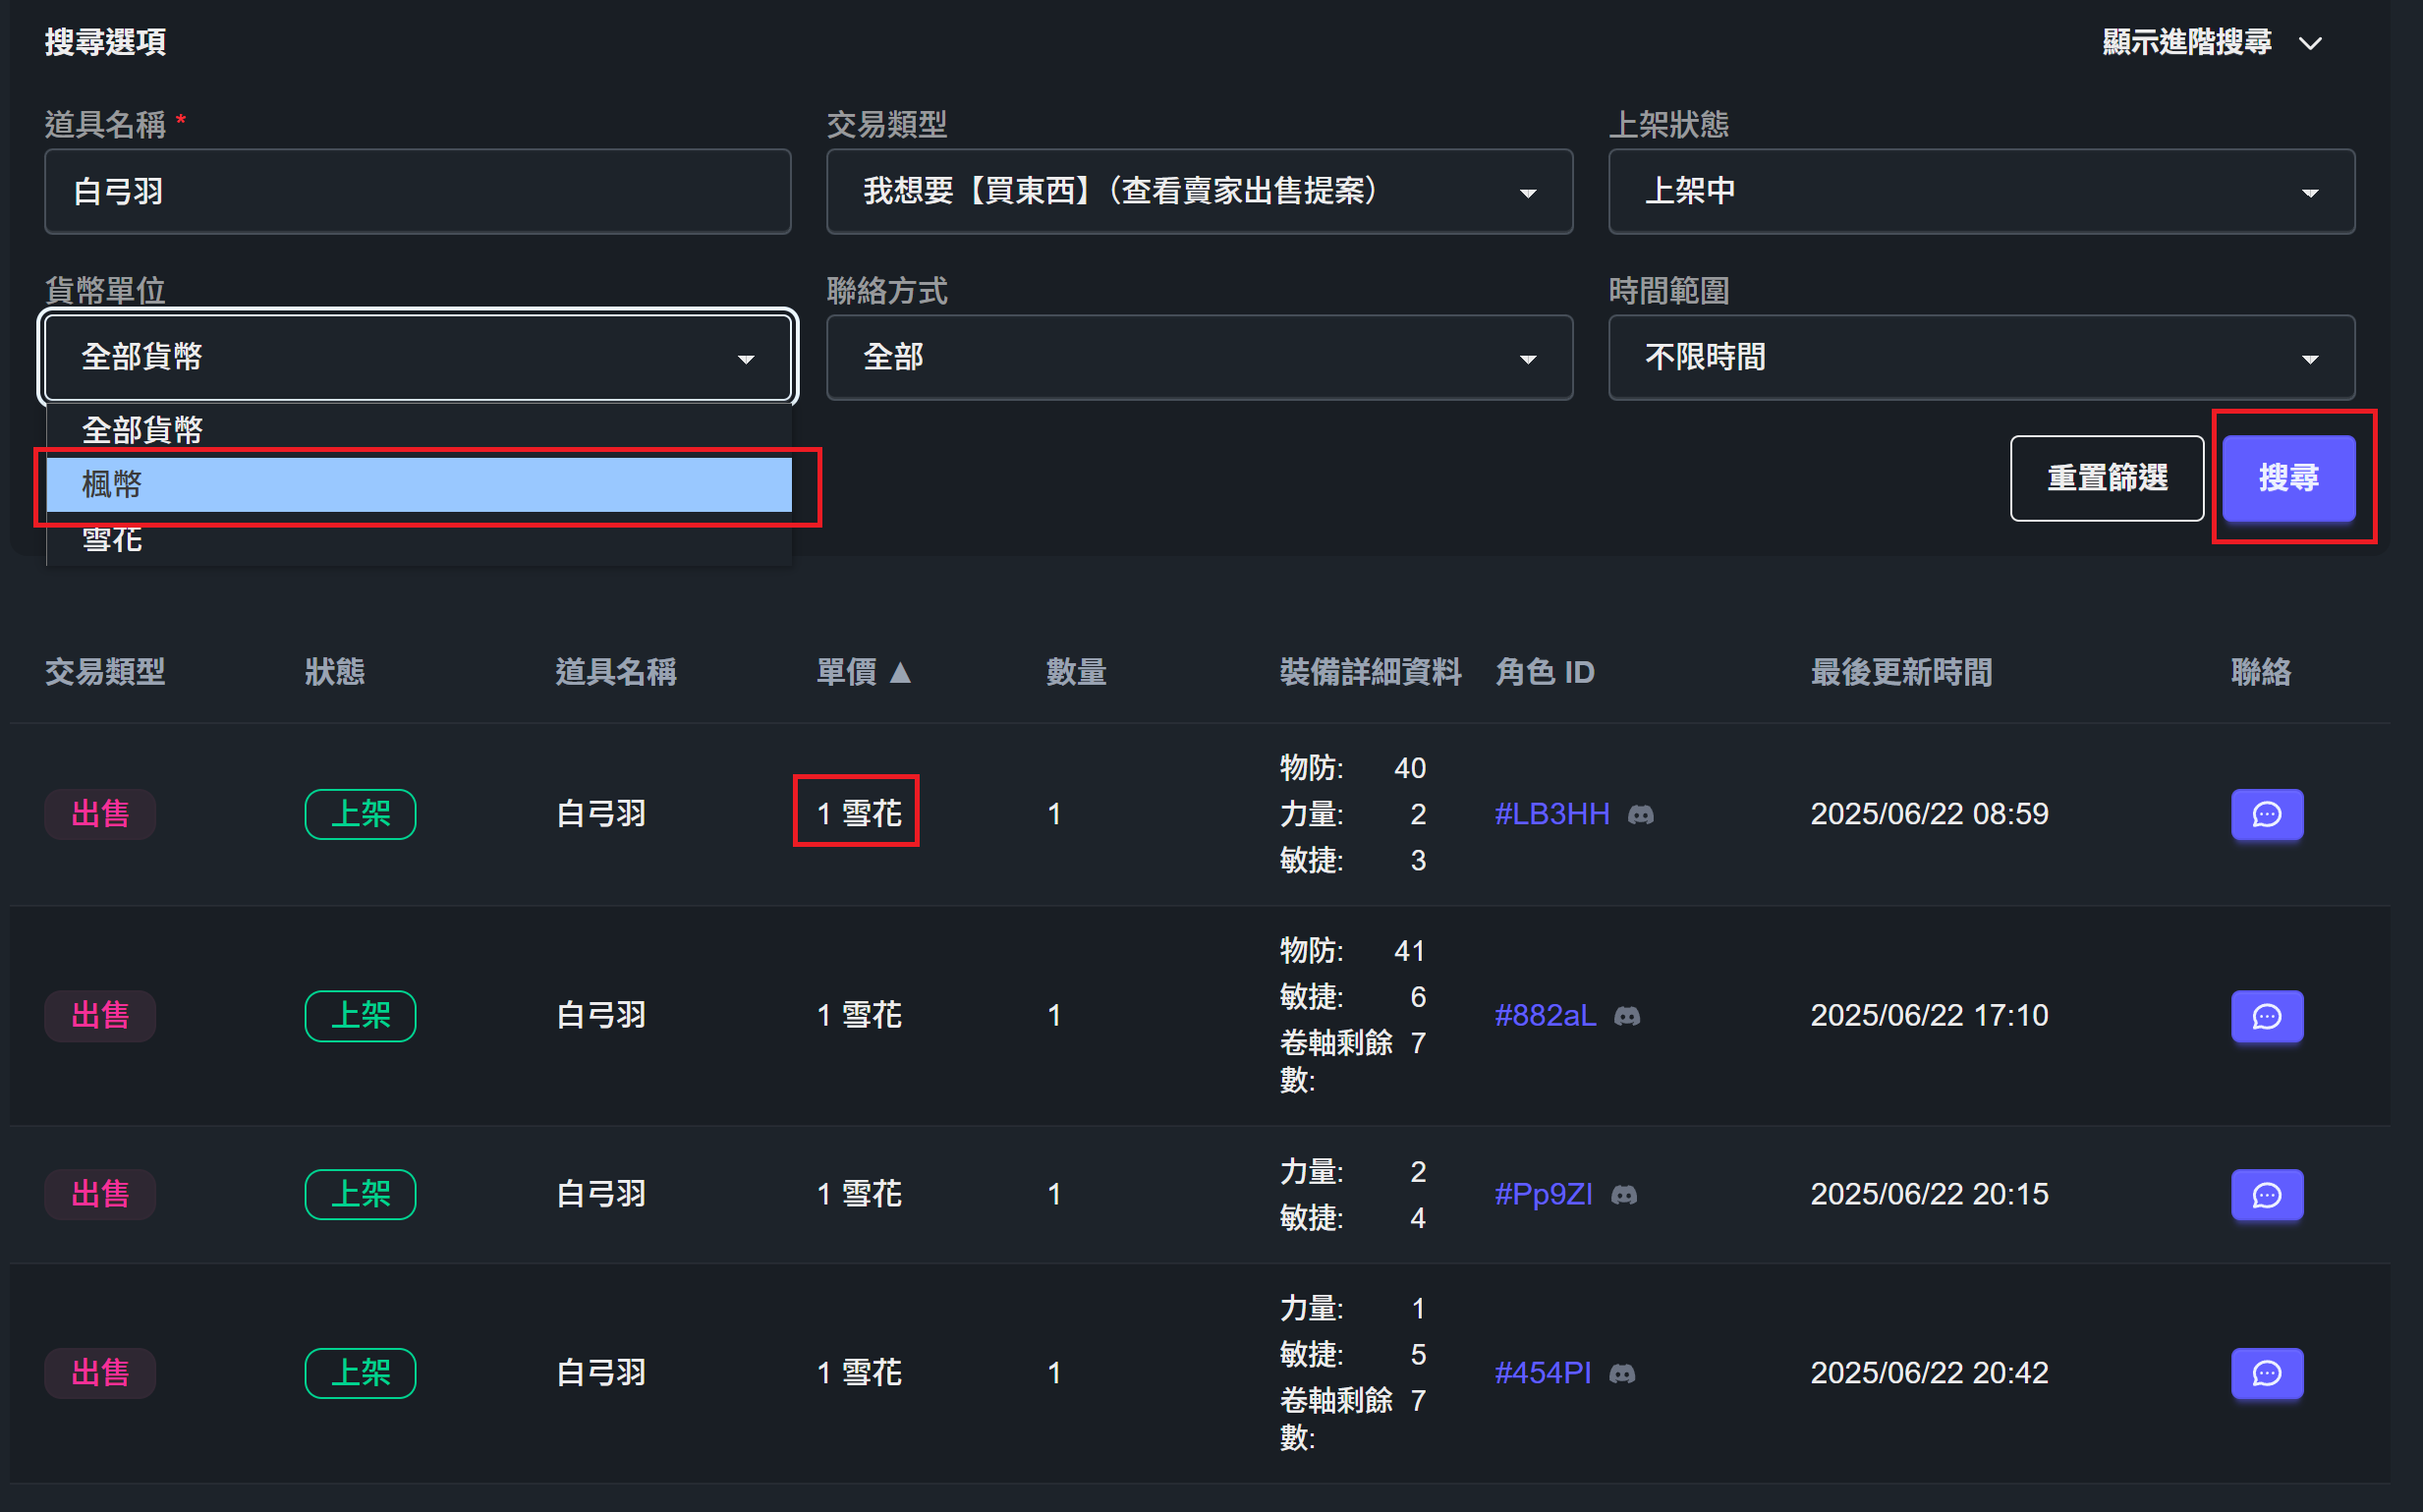 搜尋選項
顯示進階搜尋
道具名稱 *
交易類型
上架狀態
白弓羽
我想要【買東西】（查看賣家出售提案）
上架中
貨幣單位
聯絡方式
時間範圍
全部貨幣
全部
不限時間
全部貨幣
楓幣
雪花
重置篩選
搜尋
交易類型 狀態 道具名稱 單價 ▲ 數量 裝備詳細資料 角色 ID 最後更新時間 聯絡
出售 上架 白弓羽 1 雪花 1
物防: 40
力量: 2
敏捷: 3
#LB3HH 2025/06/22 08:59
出售 上架 白弓羽 1 雪花 1
物防: 41
敏捷: 6
卷軸剩餘 7
數:
#882aL 2025/06/22 17:10
出售 上架 白弓羽 1 雪花 1
力量: 2
敏捷: 4
#Pp9ZI 2025/06/22 20:15
出售 上架 白弓羽 1 雪花 1
力量: 1
敏捷: 5
卷軸剩餘 7
數:
#454PI 2025/06/22 20:42